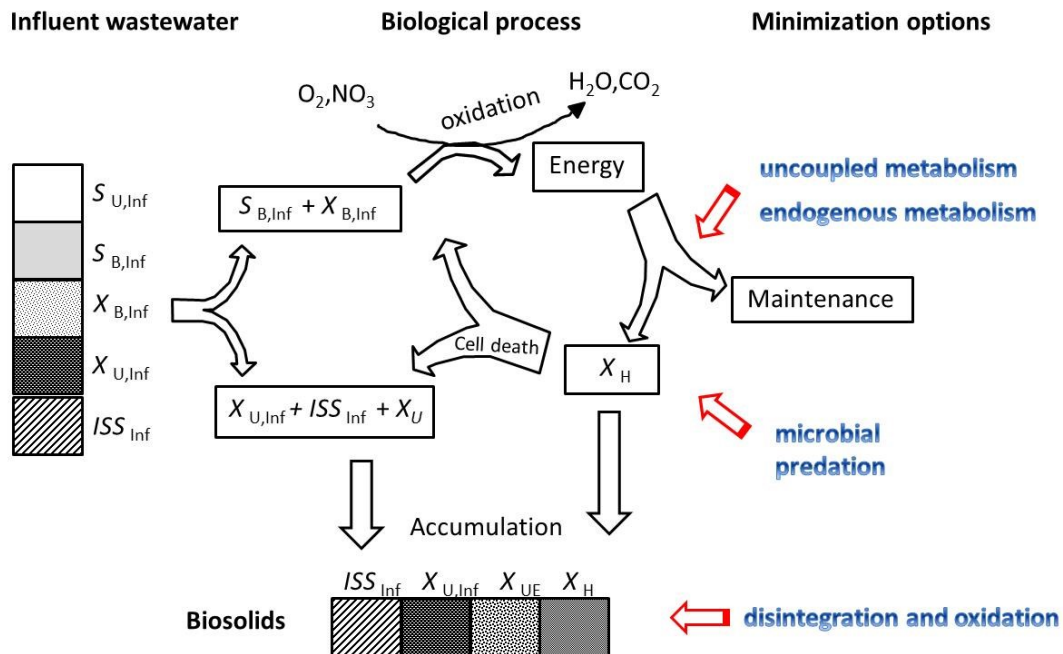 Influent wastewater
Biological process
Minimization options
O₂,NO₃
oxidation
H₂O,CO₂
Energy
uncoupled metabolism
endogenous metabolism
S U,Inf
S B,Inf
X B,Inf
X U,Inf
ISS Inf
S B,Inf + X B,Inf
Maintenance
Cell death
X H
X U,Inf + ISS Inf + XU
microbial
predation
Accumulation
ISS Inf X U,Inf X UE X H
Biosolids
disintegration and oxidation